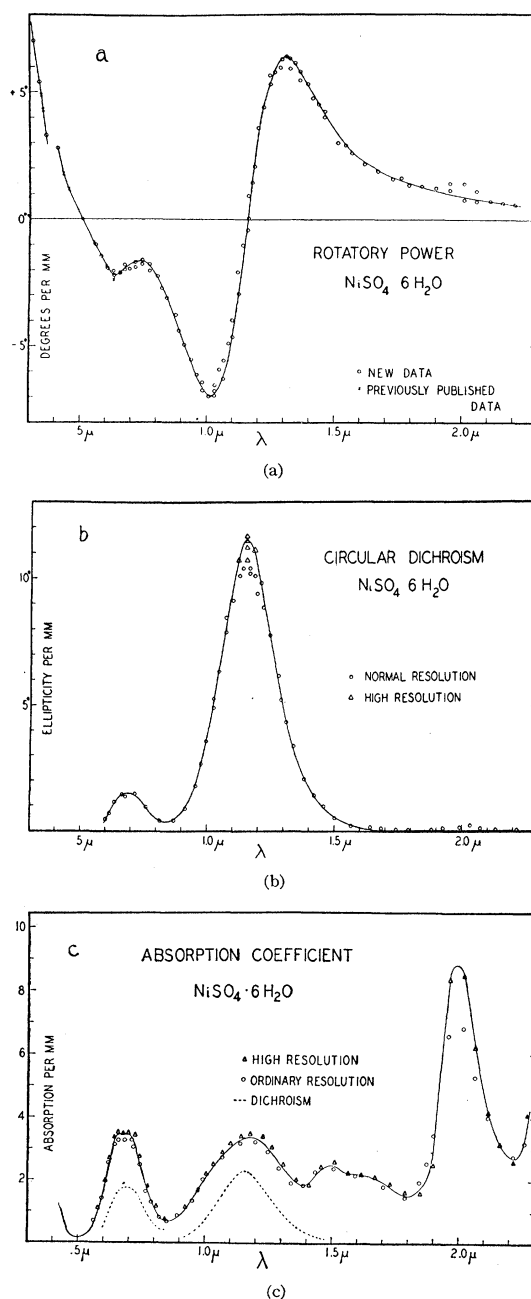 a
+ 5°
0°
- 5°
DEGREES PER MM
ROTATORY POWER
NiSO4 6H2O
○ NEW DATA
PREVIOUSLY PUBLISHED
DATA
.5μ
1.0μ
λ
1.5μ
2.0μ
(a)
b
10°
5°
ELLIPTICITY PER MM
CIRCULAR DICHROISM
NiSO4 6H2O
○ NORMAL RESOLUTION
△ HIGH RESOLUTION
.5μ
1.0μ
λ
1.5μ
2.0μ
(b)
c
10
8
6
4
2
ABSORPTION PER MM
ABSORPTION COEFFICIENT
NiSO4·6H2O
▲ HIGH RESOLUTION
○ ORDINARY RESOLUTION
---- DICHROISM
.5μ
1.0μ
λ
1.5μ
2.0μ
(c)